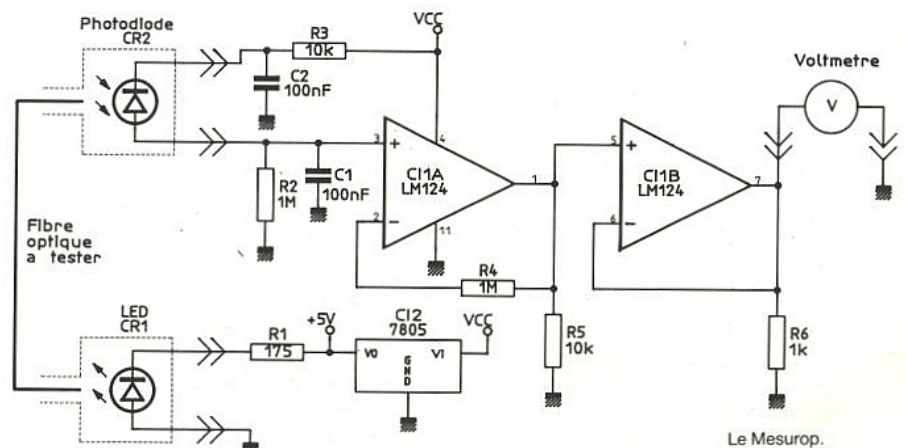 Photodiode
CR2
R3
10k
VCC
Voltmetre
V
C2
100nF
3
+
4
CI1A
LM124
1
2
−
11
5
+
CI1B
LM124
7
6
−
R2
1M
C1
100nF
Fibre
optique
a tester
R4
1M
R5
10k
R6
1k
LED
CR1
R1
175
+5V
CI2
7805
VO
VI
GND
VCC
Le Mesurop.